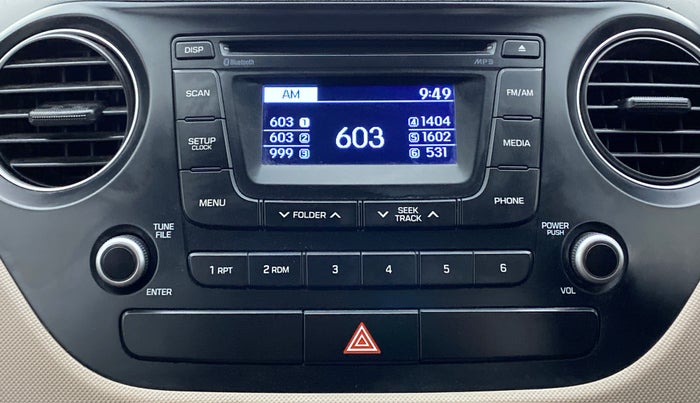 DISP
Bluetooth
MP3
SCAN
AM 9:49
FM/AM
603 1 4 1404
SETUP CLOCK
603 2 603 5 1602
MEDIA
999 3 6 531
MENU
FOLDER
SEEK TRACK
PHONE
TUNE FILE
POWER PUSH
1 RPT 2 RDM 3 4 5 6
ENTER
VOL